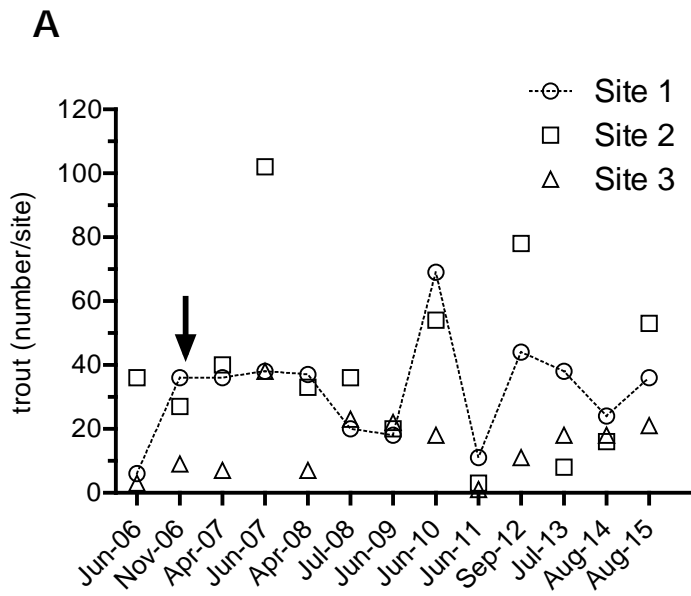 A
Site 1
Site 2
Site 3
trout (number/site)
120
100
80
60
40
20
0
Jun-06
Nov-06
Apr-07
Jun-07
Apr-08
Jul-08
Jun-09
Jun-10
Jun-11
Sep-12
Jul-13
Aug-14
Aug-15